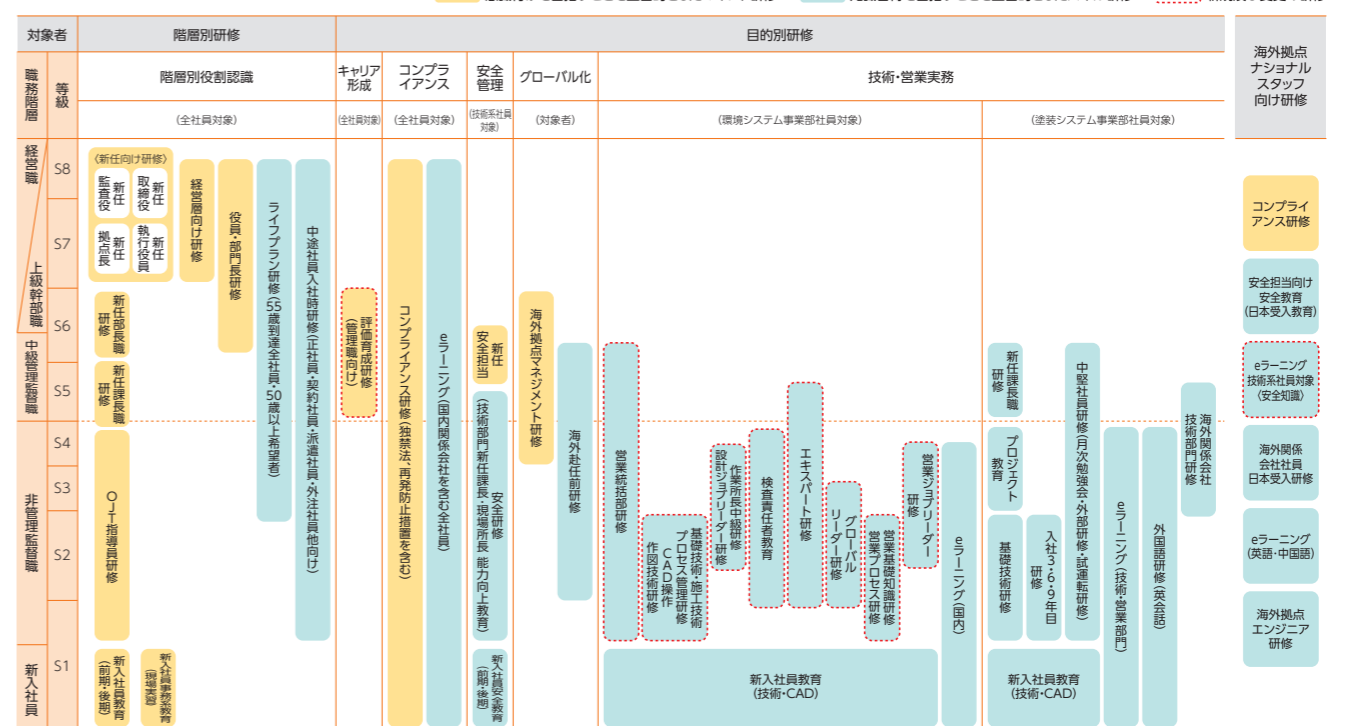 対象者
階層別研修
目的別研修
海外拠点
ナショナル
スタッフ
向け研修
職務階層
等級
階層別役割認識
キャリア
形成
コンプラ
イアンス
安全
管理
グローバル化
技術・営業実務
(全社員対象)
(全社員対象)
(全社員対象)
(技術系社員
対象)
(対象者)
(環境システム事業部社員対象)
(塗装システム事業部社員対象)
経営職
上級幹部職
中級管理監督職
非管理監督職
新入社員
S8
S7
S6
S5
S4
S3
S2
S1
〈新任向け研修〉
新任
監査役
新任
取締役
新任
拠点長
新任
執行役員
経営層向け研修
役員・部門長研修
ライフプラン研修(55歳到達全社員・50歳以上希望者)
中途社員入社時研修(正社員・契約社員・派遣社員・外注社員他向け)
新任部長職
研修
新任課長職
研修
OJT指導員研修
新入社員教育
(前期・後期)
新入社員事務系教育
(現場実習)
評価育成研修
(管理職向け)
コンプライアンス研修(独禁法、再発防止措置を含む)
eラーニング(国内関係会社を含む全社員)
新任
安全担当
安全研修
(技術部門新任課長・現場所長 能力向上教育)
新入社員安全教育
(前期・後期)
海外拠点マネジメント研修
海外赴任前研修
営業統括部研修
基礎技術・施工技術
プロセス管理研修
CAD操作
作図技術研修
作業所長中級研修
設計ジョブリーダー研修
検査責任者教育
エキスパート研修
グローバル
リーダー研修
営業基礎知識研修
営業プロセス研修
営業ジョブリーダー
研修
eラーニング(国内)
新入社員教育
(技術・CAD)
新任課長職
研修
プロジェクト
教育
基礎技術研修
入社3・6・9年目
研修
中堅社員研修(月次勉強会・外部研修・試運転研修)
eラーニング(技術・営業部門)
外国語研修(英会話)
海外関係会社
技術部門研修
新入社員教育
(技術・CAD)
コンプライ
アンス研修
安全担当向け
安全教育
(日本受入教育)
eラーニング
技術系社員対象
(安全知識)
海外関係
会社社員
日本受入研修
eラーニング
(英語・中国語)
海外拠点
エンジニア
研修